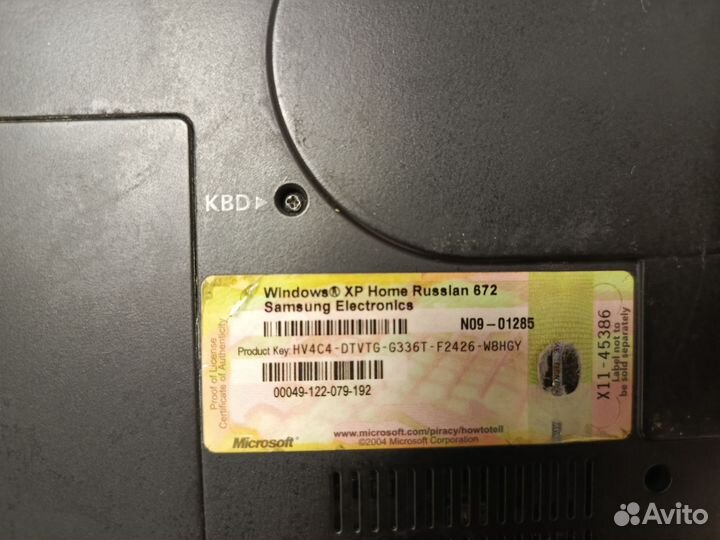 KBD
Windows® XP Home Russian 672
Samsung Electronics
N09-01285
Product Key: HV4C4-DTVTG-G336T-F2426-W8HGY
00049-122-079-192
Microsoft®
www.microsoft.com/piracy/howtotell
©2004 Microsoft Corporation
Proof of License
Certificate of Authenticity
X11-45386
Label not to
be sold separately
Avito